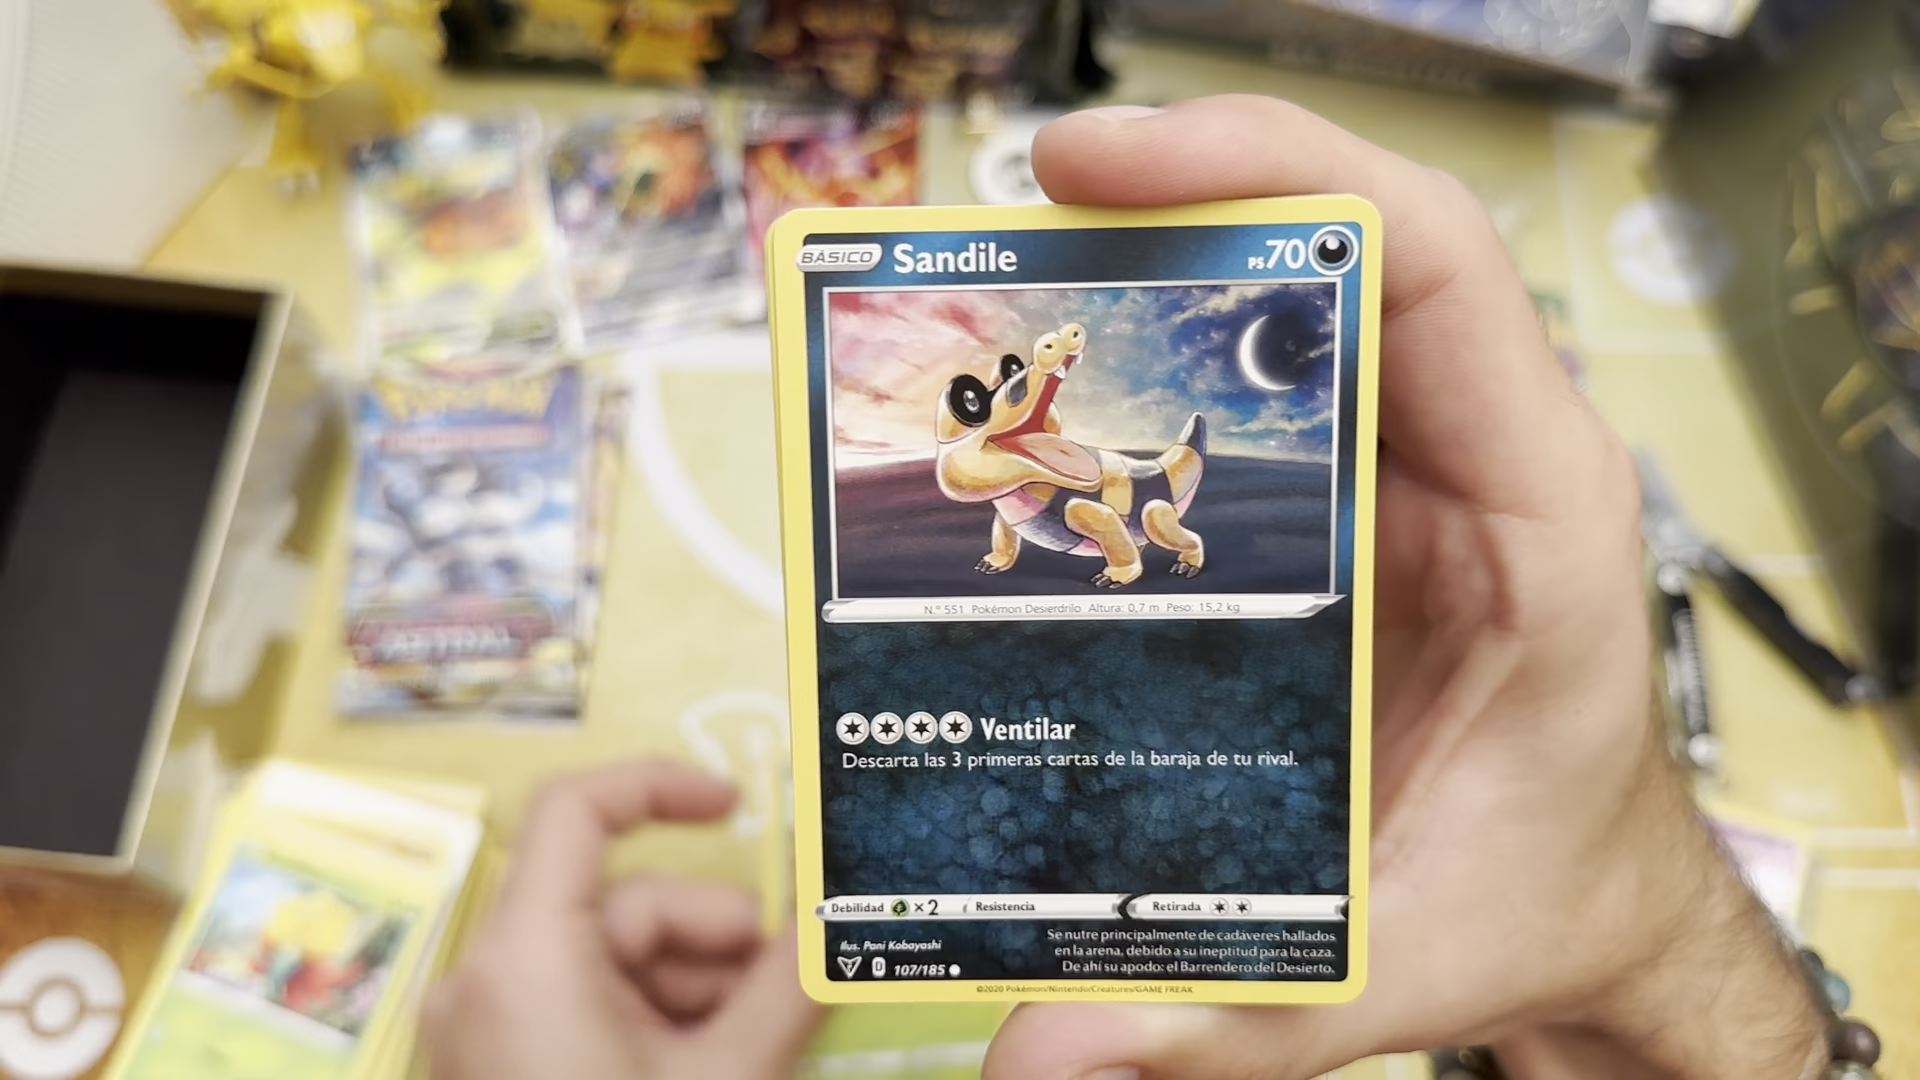 BÁSICO Sandile PS70
N.º 551 Pokémon Desierdrilo Altura: 0,7 m Peso: 15,2 kg
Ventilar
Descarta las 3 primeras cartas de la baraja de tu rival.
Debilidad ×2 Resistencia Retirada
Se nutre principalmente de cadáveres hallados
en la arena, debido a su ineptitud para la caza.
De ahí su apodo: el Barrendero del Desierto.
Ilus. Pani Kobayashi
D 107/185
©2020 Pokémon/Nintendo/Creatures/GAME FREAK
ASTRAL